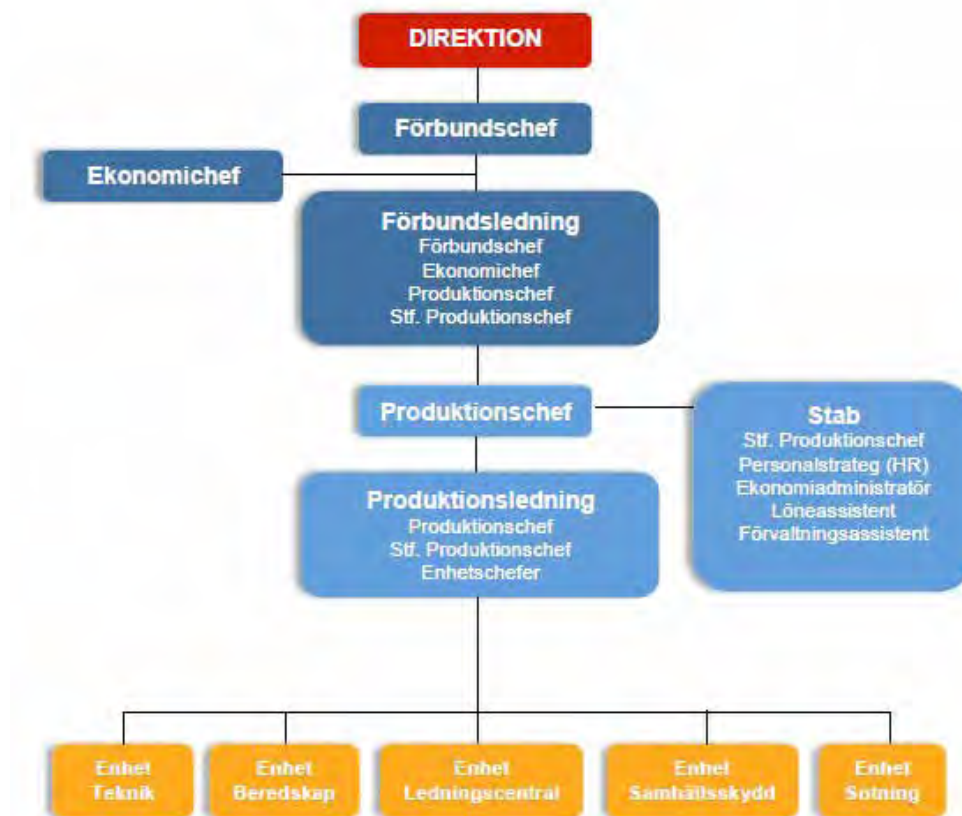 DIREKTION
Förbundschef
Ekonomichef
Förbundsledning
Förbundschef
Ekonomichef
Produktionschef
Stf. Produktionschef
Produktionschef
Stab
Stf. Produktionschef
Personalstrateg (HR)
Ekonomiadministratör
Löneassistent
Förvaltningsassistent
Produktionsledning
Produktionschef
Stf. Produktionschef
Enhetschefer
Enhet
Teknik
Enhet
Beredskap
Enhet
Ledningscentral
Enhet
Samhällsskydd
Enhet
Sotning